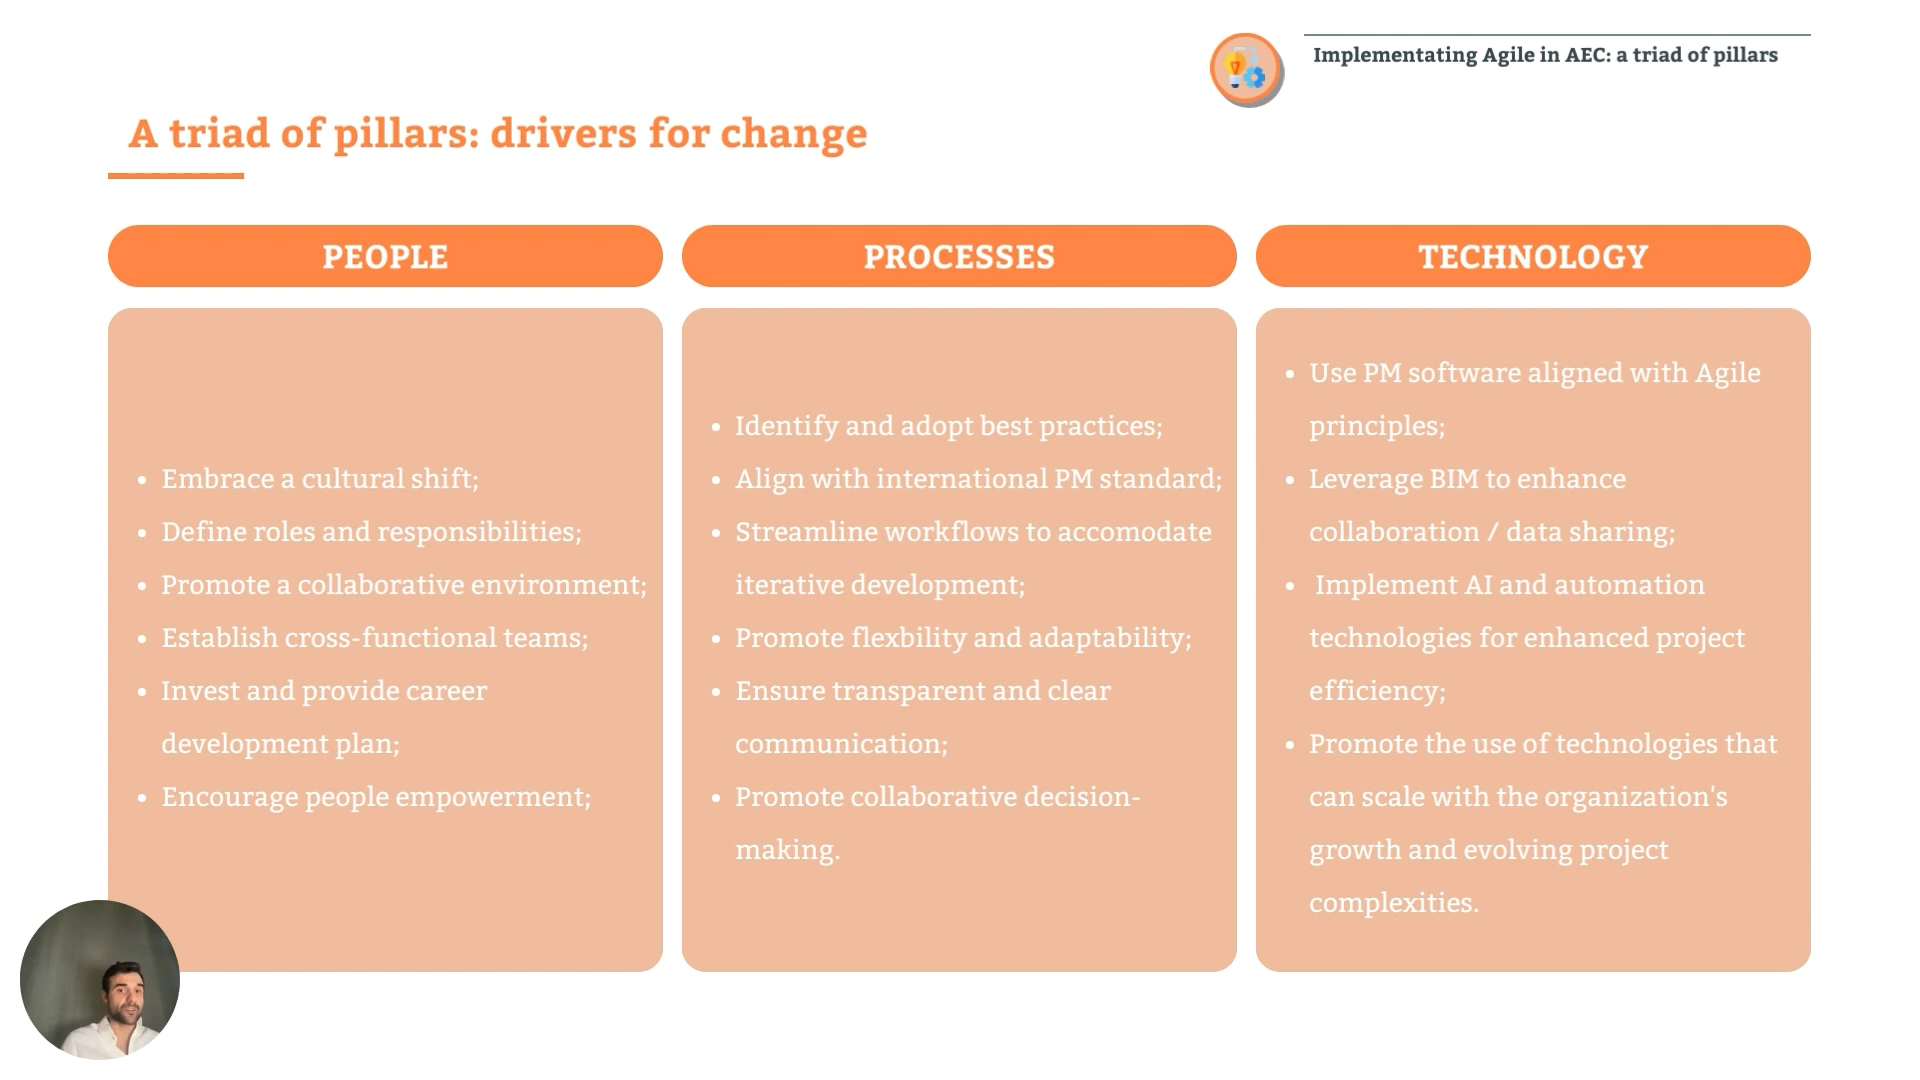 Implementating Agile in AEC: a triad of pillars
A triad of pillars: drivers for change
PEOPLE
• Embrace a cultural shift;
• Define roles and responsibilities;
• Promote a collaborative environment;
• Establish cross-functional teams;
• Invest and provide career
development plan;
• Encourage people empowerment;
PROCESSES
• Identify and adopt best practices;
• Align with international PM standard;
• Streamline workflows to accomodate
iterative development;
• Promote flexbility and adaptability;
• Ensure transparent and clear
communication;
• Promote collaborative decision-
making.
TECHNOLOGY
• Use PM software aligned with Agile
principles;
• Leverage BIM to enhance
collaboration / data sharing;
• Implement AI and automation
technologies for enhanced project
efficiency;
• Promote the use of technologies that
can scale with the organization's
growth and evolving project
complexities.